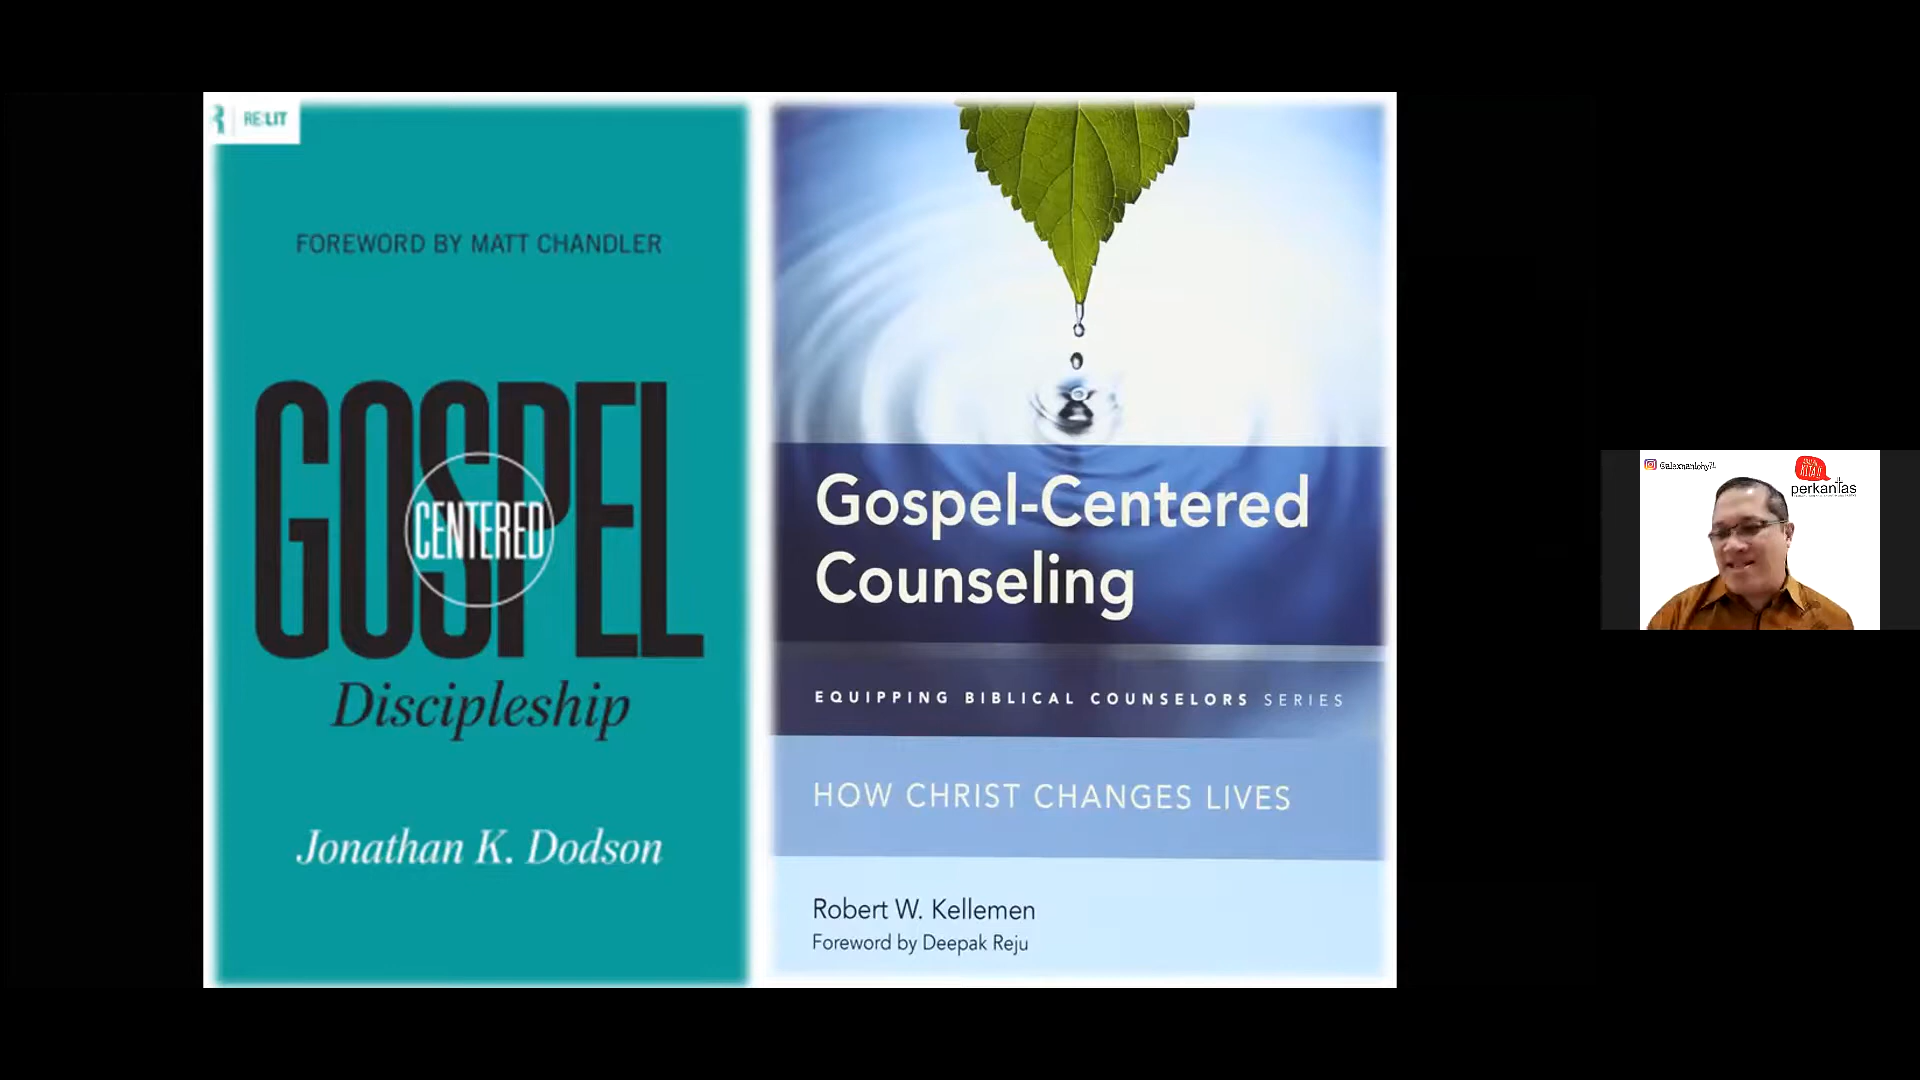 RE:LIT
FOREWORD BY MATT CHANDLER
GOSPEL
CENTERED
Discipleship
Jonathan K. Dodson
Gospel-Centered
Counseling
EQUIPPING BIBLICAL COUNSELORS SERIES
HOW CHRIST CHANGES LIVES
Robert W. Kellemen
Foreword by Deepak Reju
perkantas